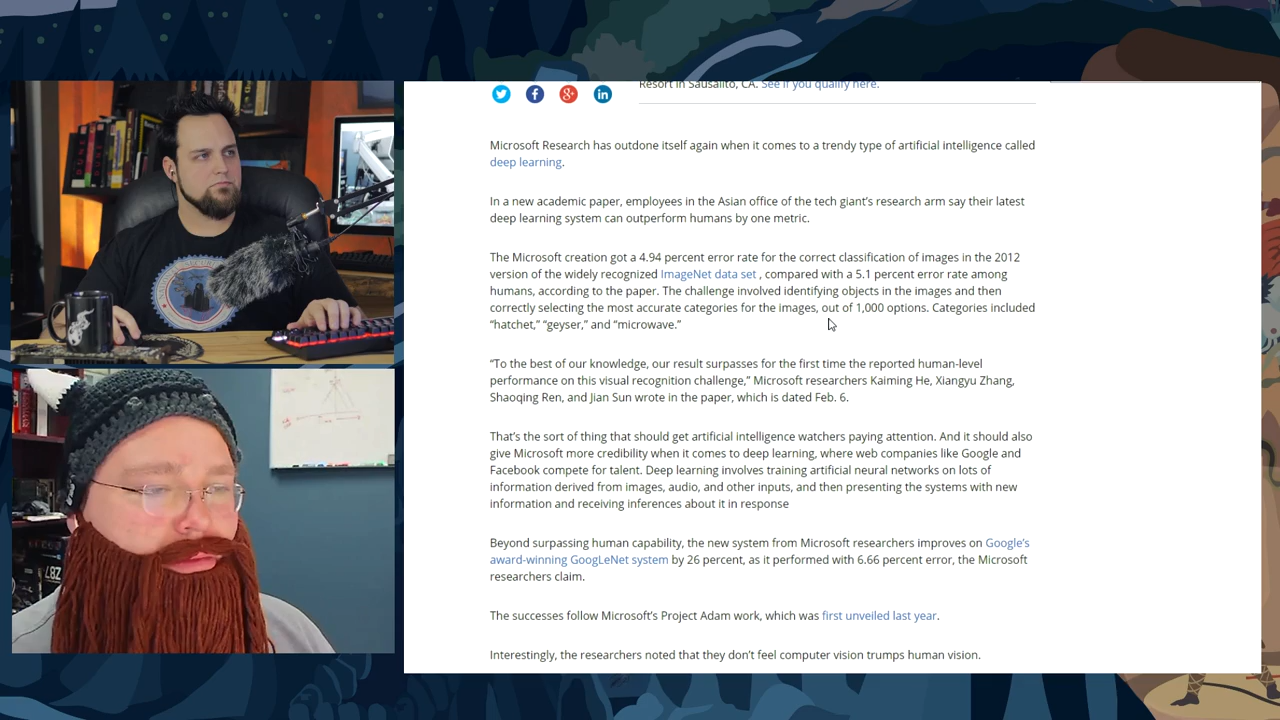 Resort in Sausalito, CA. See if you qualify here.
Microsoft Research has outdone itself again when it comes to a trendy type of artificial intelligence called
deep learning.
In a new academic paper, employees in the Asian office of the tech giant's research arm say their latest
deep learning system can outperform humans by one metric.
The Microsoft creation got a 4.94 percent error rate for the correct classification of images in the 2012
version of the widely recognized ImageNet data set , compared with a 5.1 percent error rate among
humans, according to the paper. The challenge involved identifying objects in the images and then
correctly selecting the most accurate categories for the images, out of 1,000 options. Categories included
“hatchet,” “geyser,” and “microwave.”
“To the best of our knowledge, our result surpasses for the first time the reported human-level
performance on this visual recognition challenge,” Microsoft researchers Kaiming He, Xiangyu Zhang,
Shaoqing Ren, and Jian Sun wrote in the paper, which is dated Feb. 6.
That's the sort of thing that should get artificial intelligence watchers paying attention. And it should also
give Microsoft more credibility when it comes to deep learning, where web companies like Google and
Facebook compete for talent. Deep learning involves training artificial neural networks on lots of
information derived from images, audio, and other inputs, and then presenting the systems with new
information and receiving inferences about it in response
Beyond surpassing human capability, the new system from Microsoft researchers improves on Google's
award-winning GoogLeNet system by 26 percent, as it performed with 6.66 percent error, the Microsoft
researchers claim.
The successes follow Microsoft's Project Adam work, which was first unveiled last year.
Interestingly, the researchers noted that they don't feel computer vision trumps human vision.